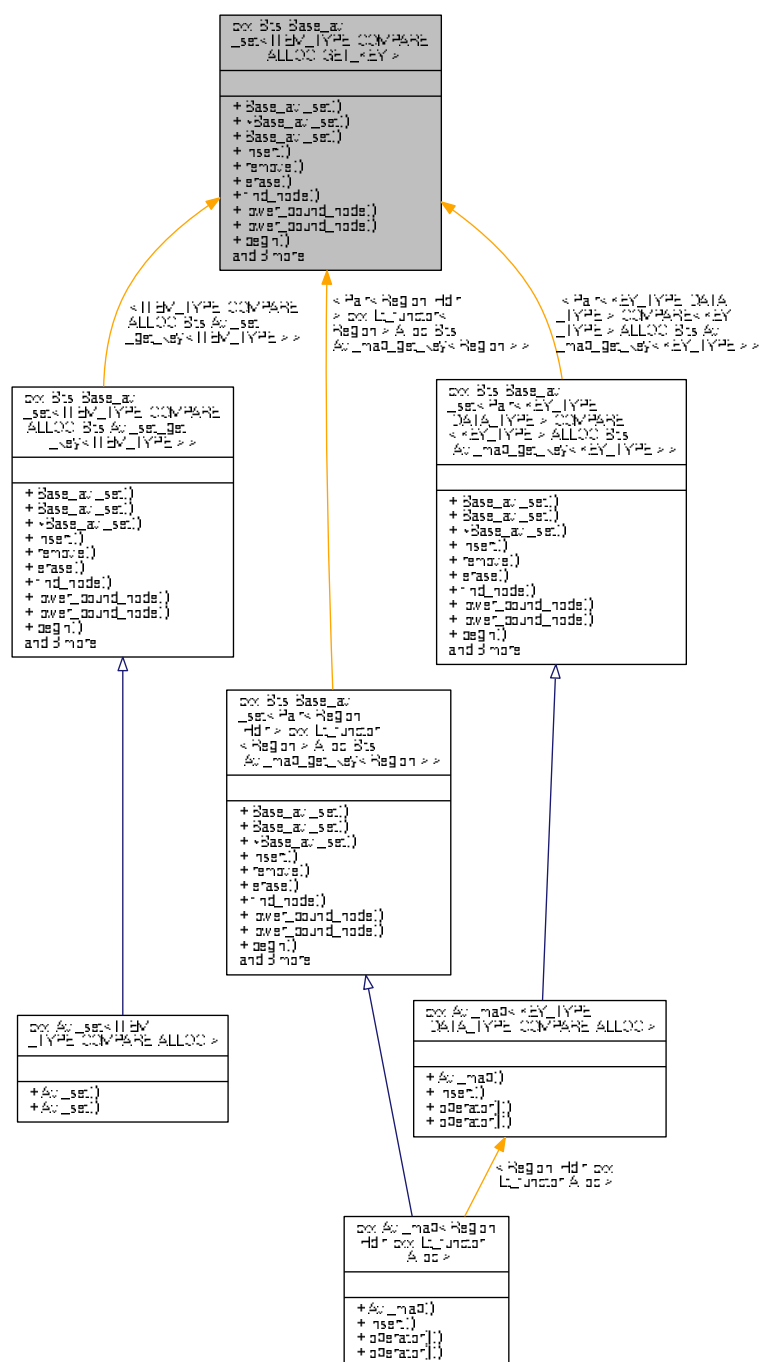 cxx::Bits::Base_avl
_set< ITEM_TYPE, COMPARE,
ALLOC, GET_KEY >
+ Base_avl_set()
+ ~Base_avl_set()
+ Base_avl_set()
+ insert()
+ remove()
+ erase()
+ find_node()
+ lower_bound_node()
+ lower_bound_node()
+ begin()
and 8 more...
< ITEM_TYPE, COMPARE,
ALLOC, Bits::Avl_set
_get_key< ITEM_TYPE > >
< Pair< Region, Hdlr
>, cxx::Lt_functor<
Region >, Alloc, Bits::
Avl_map_get_key< Region > >
< Pair< KEY_TYPE, DATA
_TYPE >, COMPARE< KEY
_TYPE >, ALLOC, Bits::Avl
_map_get_key< KEY_TYPE > >
cxx::Bits::Base_avl
_set< ITEM_TYPE, COMPARE,
ALLOC, Bits::Avl_set_get
_key< ITEM_TYPE > >
+ Base_avl_set()
+ Base_avl_set()
+ ~Base_avl_set()
+ insert()
+ remove()
+ erase()
+ find_node()
+ lower_bound_node()
+ lower_bound_node()
+ begin()
and 8 more...
cxx::Bits::Base_avl
_set< Pair< KEY_TYPE,
DATA_TYPE >, COMPARE
< KEY_TYPE >, ALLOC, Bits::
Avl_map_get_key< KEY_TYPE > >
+ Base_avl_set()
+ Base_avl_set()
+ ~Base_avl_set()
+ insert()
+ remove()
+ erase()
+ find_node()
+ lower_bound_node()
+ lower_bound_node()
+ begin()
and 8 more...
cxx::Bits::Base_avl
_set< Pair< Region,
Hdlr >, cxx::Lt_functor
< Region >, Alloc, Bits::
Avl_map_get_key< Region > >
+ Base_avl_set()
+ Base_avl_set()
+ ~Base_avl_set()
+ insert()
+ remove()
+ erase()
+ find_node()
+ lower_bound_node()
+ lower_bound_node()
+ begin()
and 8 more...
cxx::Avl_set< ITEM
_TYPE, COMPARE, ALLOC >
+ Avl_set()
+ Avl_set()
cxx::Avl_map< KEY_TYPE,
DATA_TYPE, COMPARE, ALLOC >
+ Avl_map()
+ insert()
+ operator[]()
+ operator[]()
< Region, Hdlr, cxx::
Lt_functor, Alloc >
cxx::Avl_map< Region,
Hdlr, cxx::Lt_functor,
Alloc >
+ Avl_map()
+ insert()
+ operator[]()
+ operator[]()